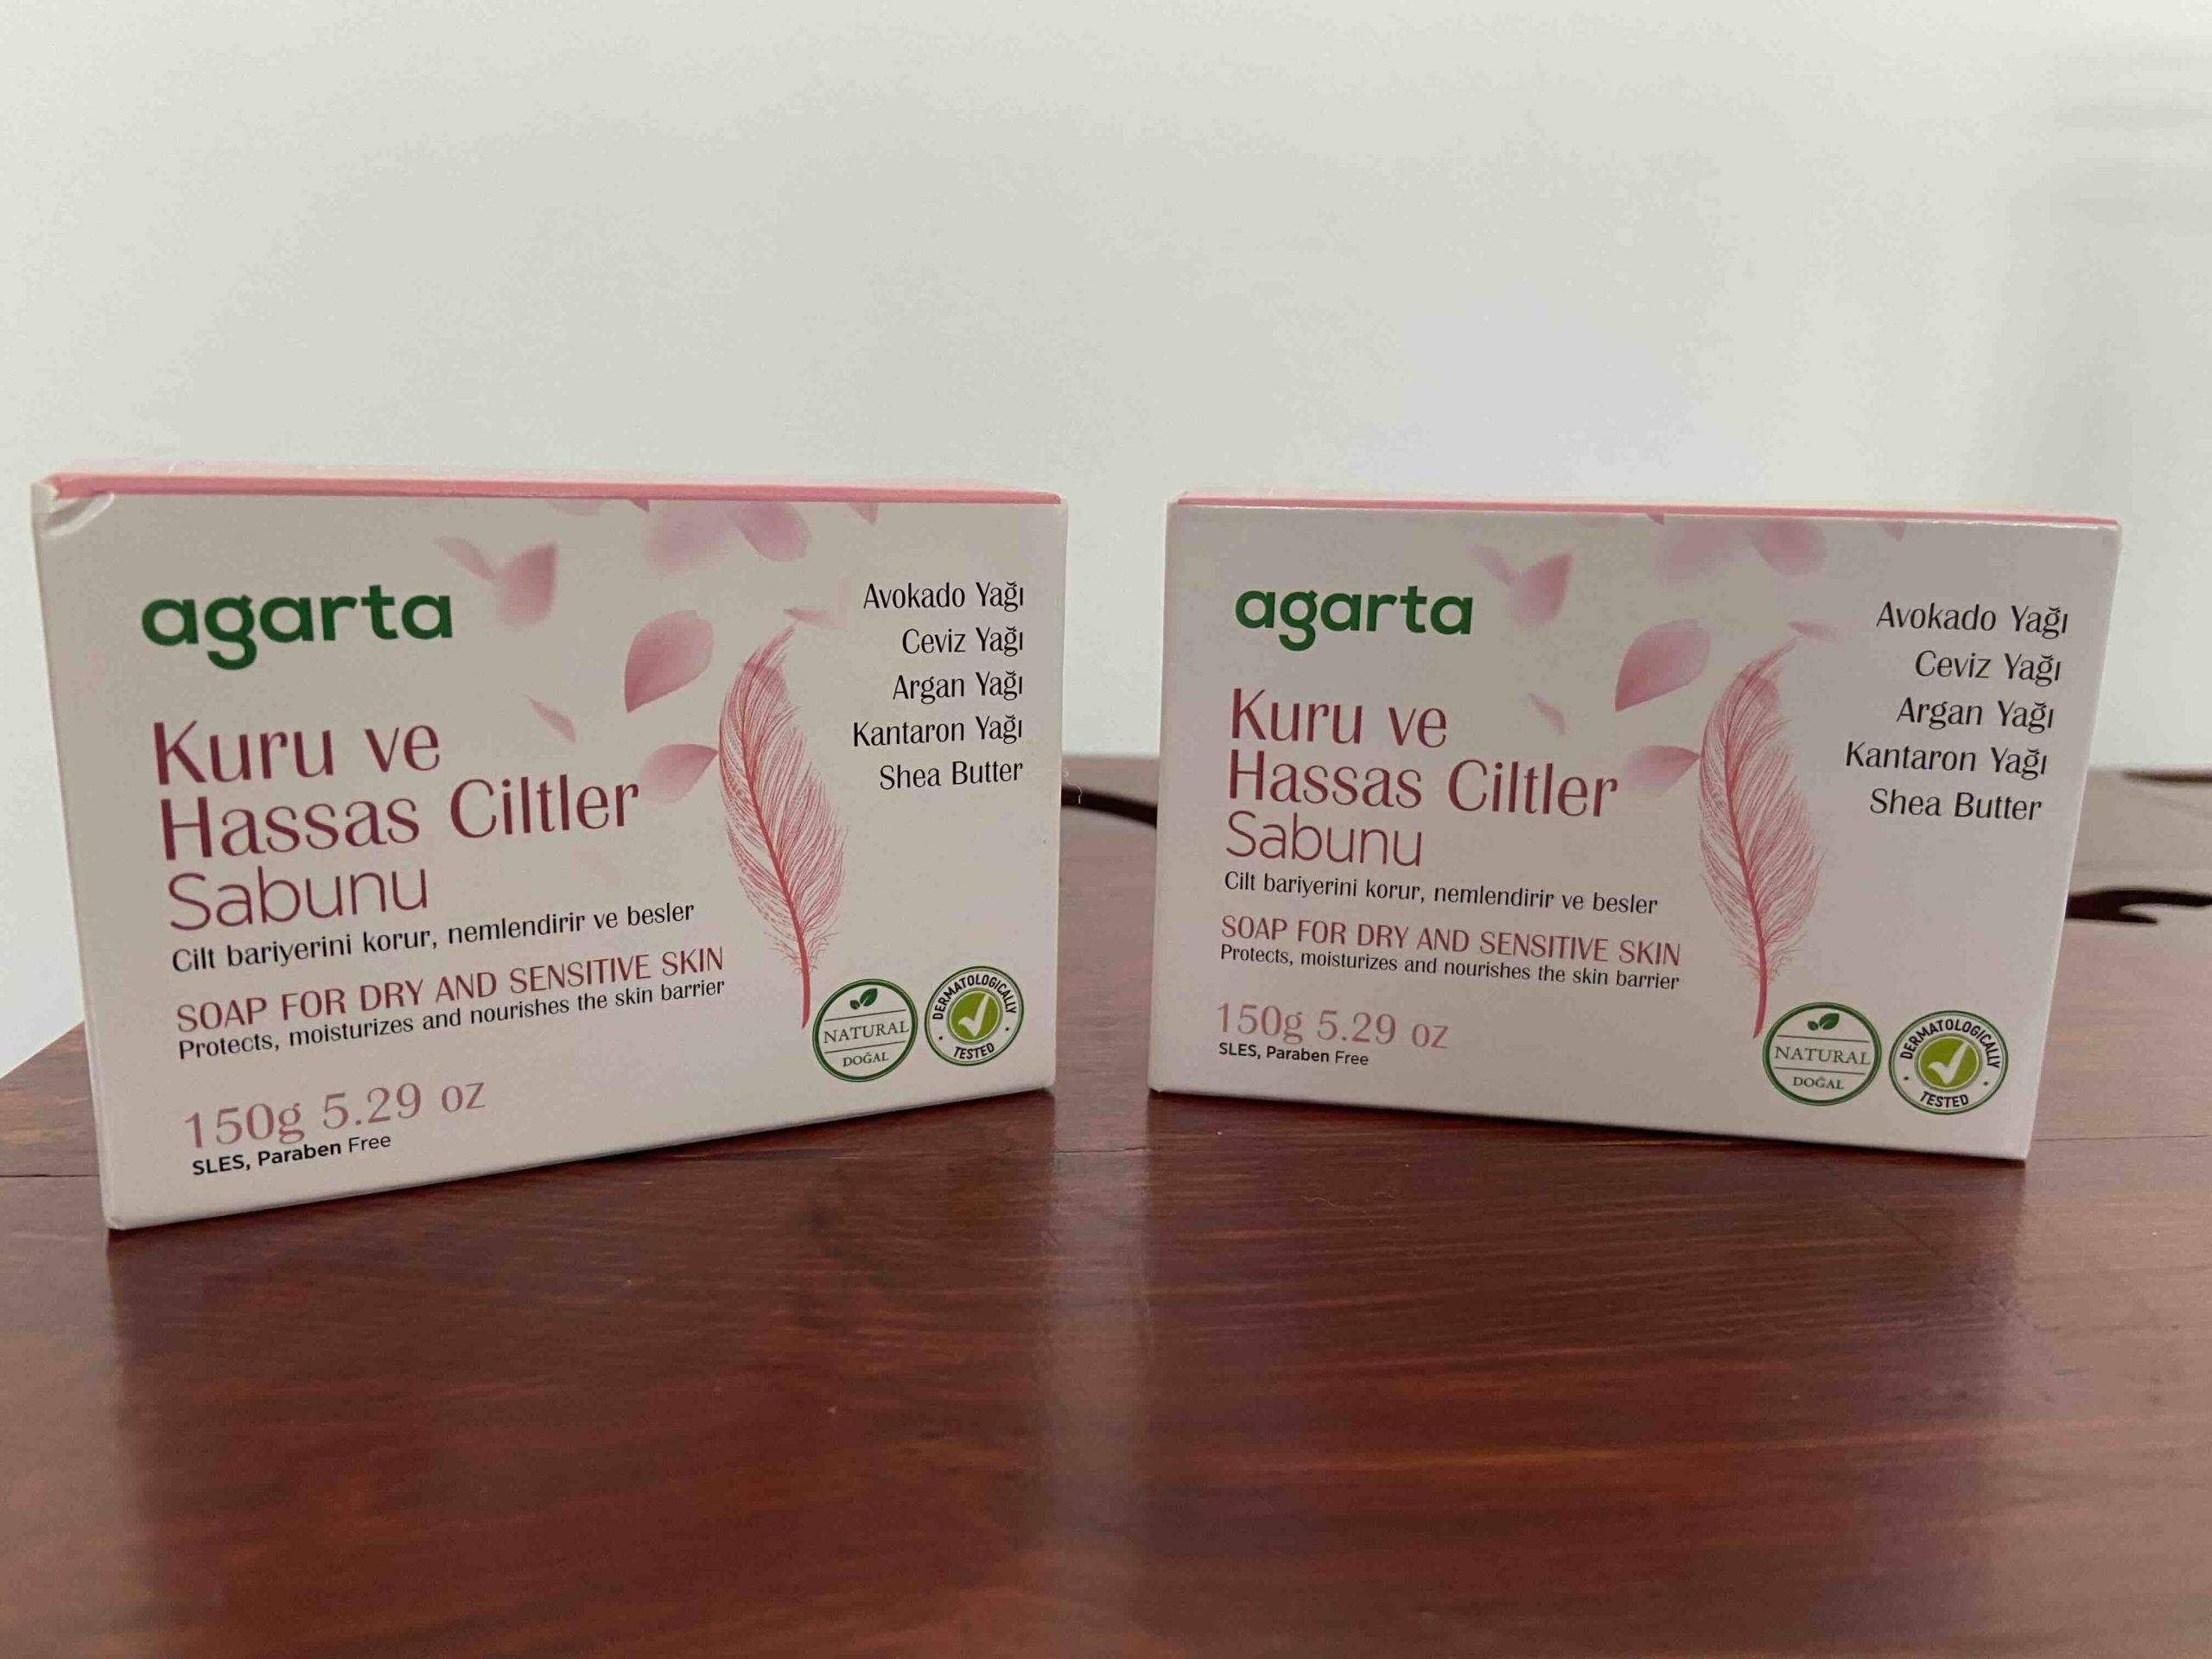 agarta
Kuru ve
Hassas Ciltler
Sabunu
Cilt bariyerini korur, nemlendirir ve besler
SOAP FOR DRY AND SENSITIVE SKIN
Protects, moisturizes and nourishes the skin barrier
150g 5.29 oz
SLES, Paraben Free
Avokado Yağı
Ceviz Yağı
Argan Yağı
Kantaron Yağı
Shea Butter
NATURAL
DOĞAL
DERMATOLOGICALLY
TESTED
agarta
Kuru ve
Hassas Ciltler
Sabunu
Cilt bariyerini korur, nemlendirir ve besler
SOAP FOR DRY AND SENSITIVE SKIN
Protects, moisturizes and nourishes the skin barrier
150g 5.29 oz
SLES, Paraben Free
Avokado Yağı
Ceviz Yağı
Argan Yağı
Kantaron Yağı
Shea Butter
NATURAL
DOĞAL
DERMATOLOGICALLY
TESTED